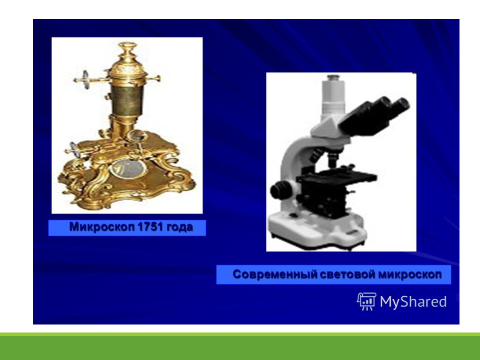 Микроскоп 1751 года
Современный световой микроскоп
MyShared